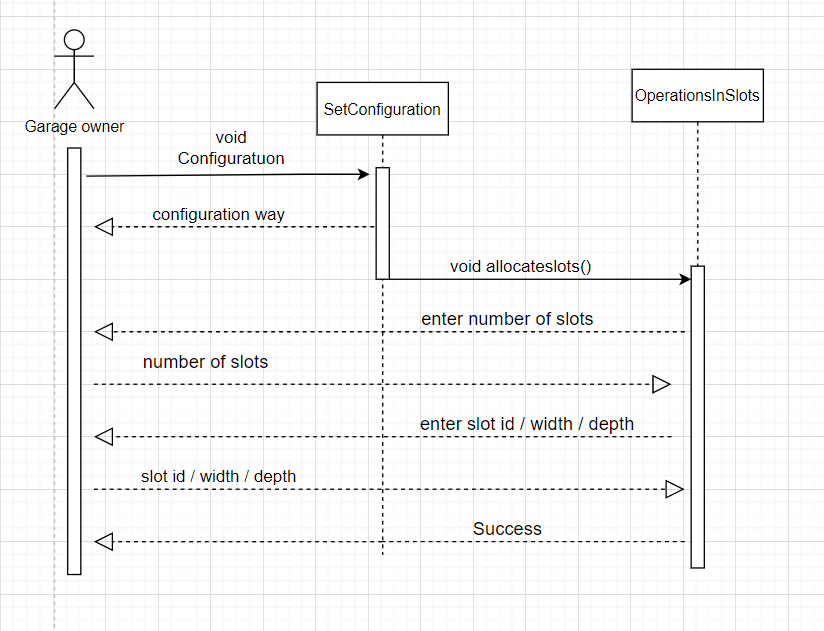 Garage owner
SetConfiguration
OperationsInSlots
void
Configuratuon
configuration way
void allocateslots()
enter number of slots
number of slots
enter slot id / width / depth
slot id / width / depth
Success